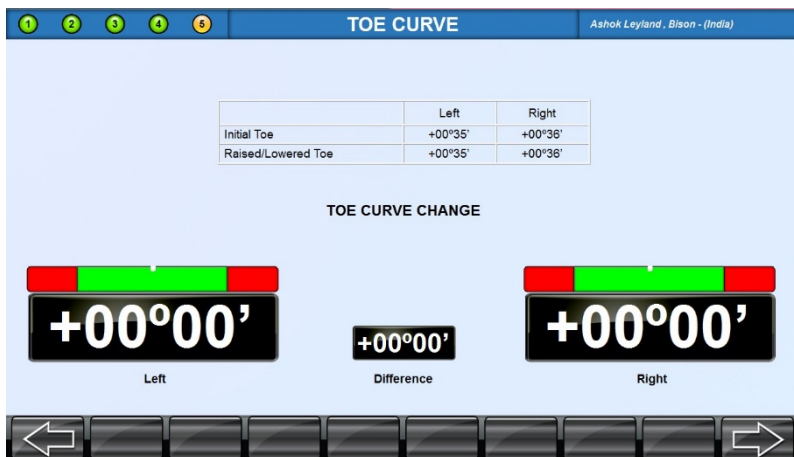 1 2 3 4 5 TOE CURVE Ashok Leyland , Bison - (India)
Left Right
Initial Toe +00º35' +00º36'
Raised/Lowered Toe +00º35' +00º36'
TOE CURVE CHANGE
+00º00’ +00º00’ +00º00’
Left Difference Right